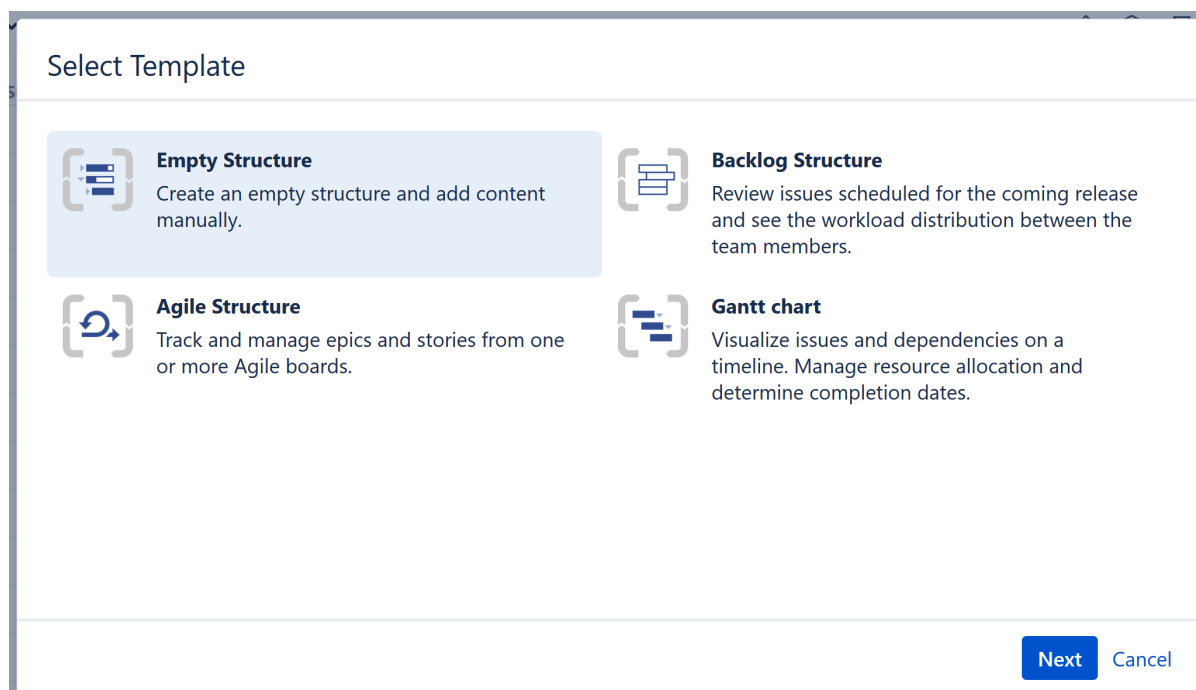 Select Template
Empty Structure
Create an empty structure and add content
manually.
Backlog Structure
Review issues scheduled for the coming release
and see the workload distribution between the
team members.
Agile Structure
Track and manage epics and stories from one
or more Agile boards.
Gantt chart
Visualize issues and dependencies on a
timeline. Manage resource allocation and
determine completion dates.
Next
Cancel